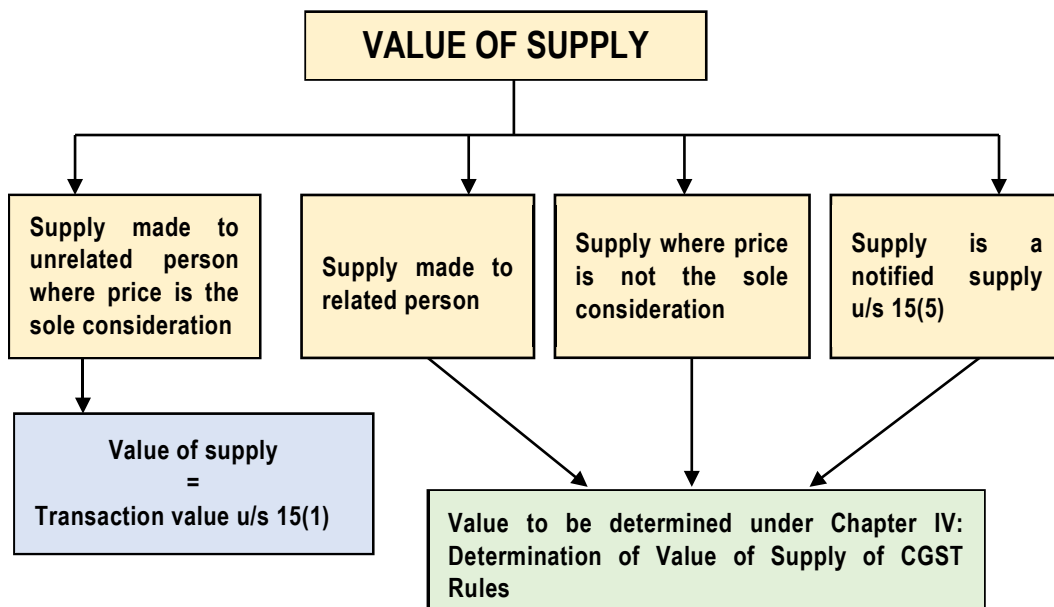 VALUE OF SUPPLY
Supply made to
unrelated person
where price is the
sole consideration
Supply made to
related person
Supply where price
is not the sole
consideration
Supply is a
notified supply
u/s 15(5)
Value of supply
=
Transaction value u/s 15(1)
Value to be determined under Chapter IV:
Determination of Value of Supply of CGST
Rules